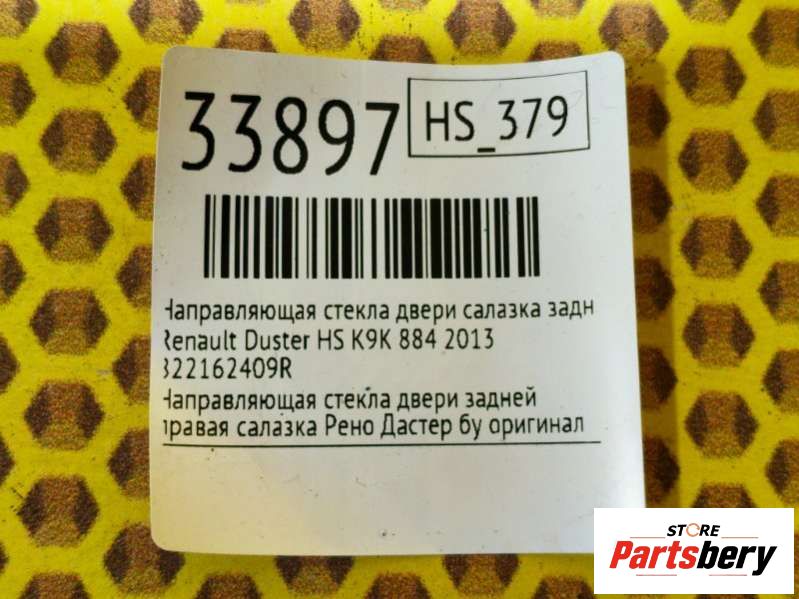 33897
HS_379
Направляющая стекла двери салазка задн
Renault Duster HS K9K 884 2013
822162409R
Направляющая стекла двери задней
правая салазка Рено Дастер бу оригинал
STORE
Partsbery